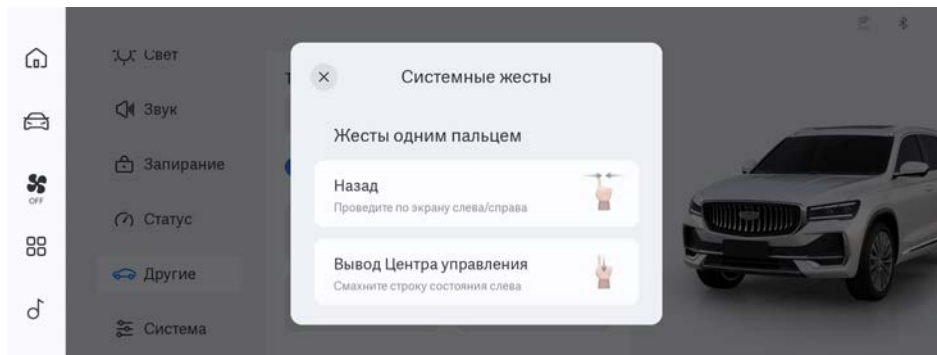 Свет
Звук
OFF
Запирание
Статус
Другие
Система
Системные жесты
Жесты одним пальцем
Назад
Проведите по экрану слева/справа
Вывод Центра управления
Смахните строку состояния слева